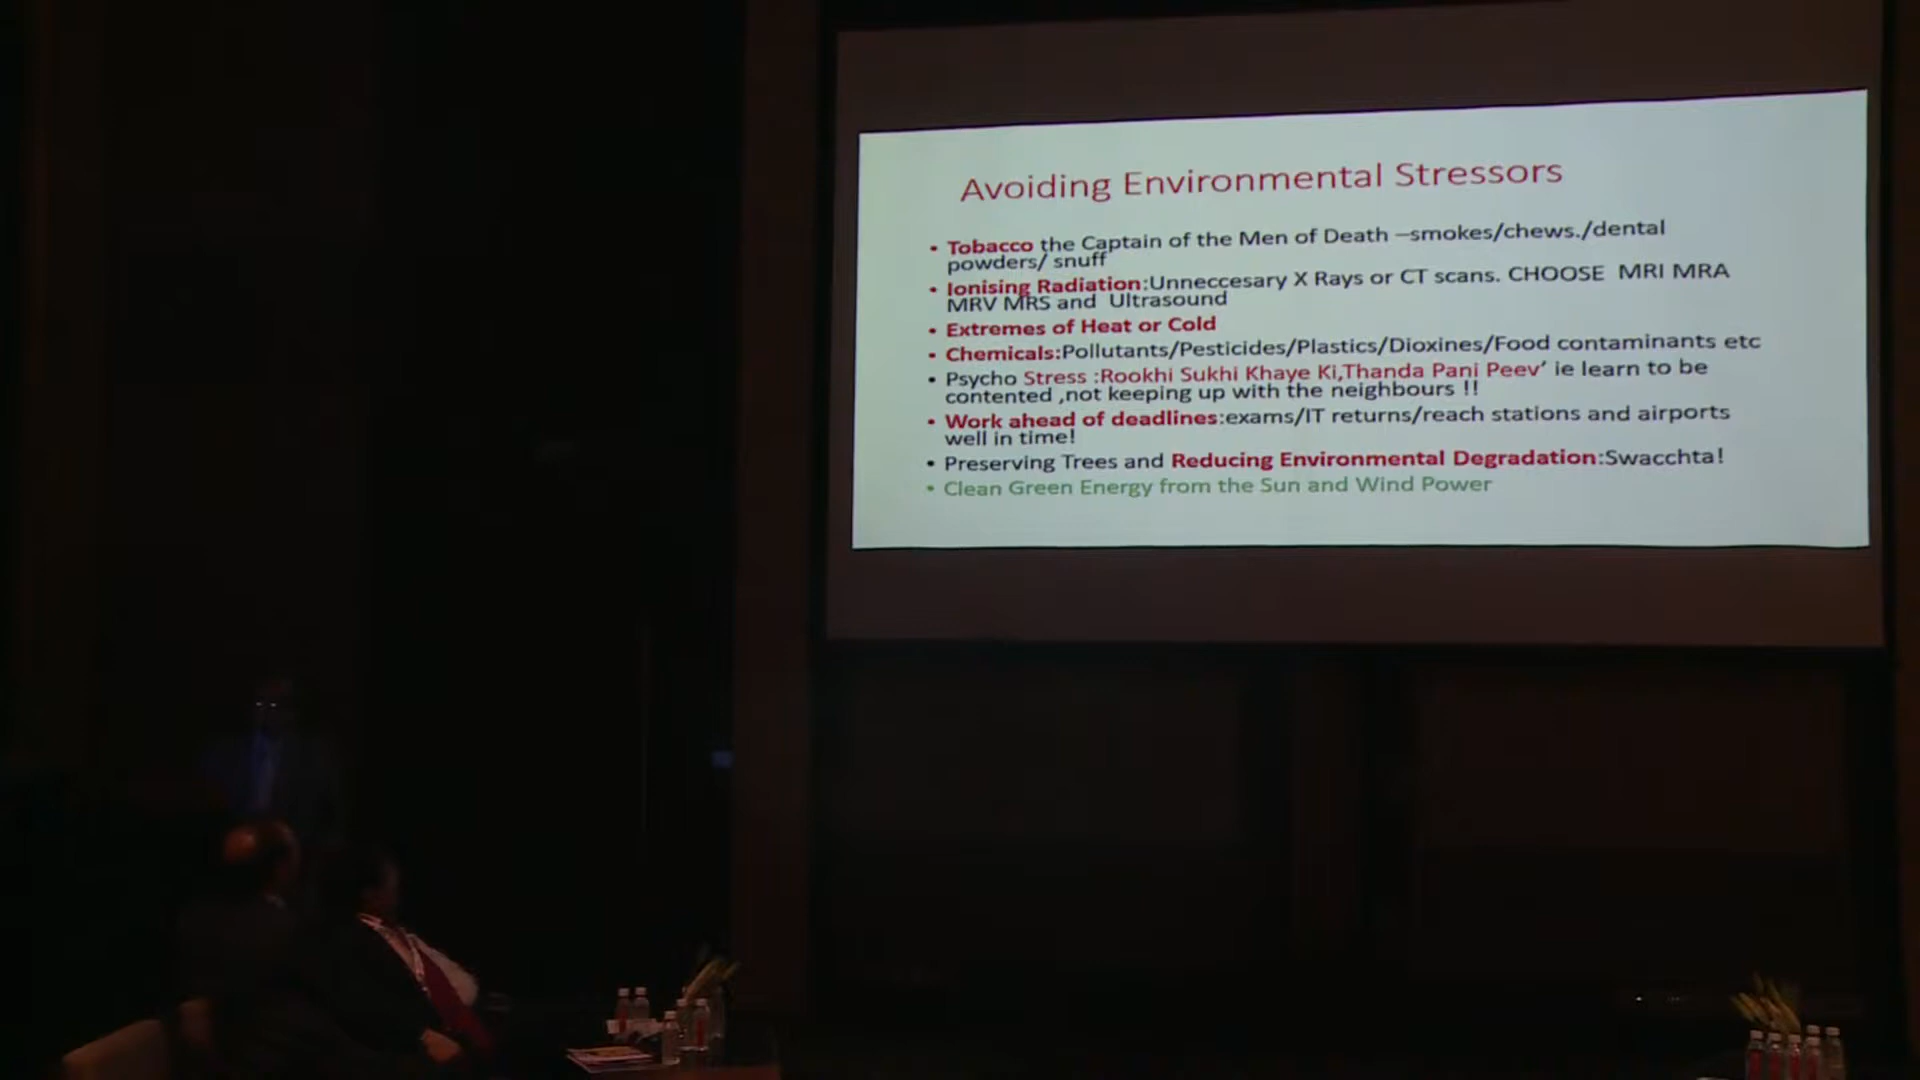 Avoiding Environmental Stressors
• Tobacco the Captain of the Men of Death –smokes/chews./dental
powders/ snuff
• Ionising Radiation:Unneccesary X Rays or CT scans. CHOOSE MRI MRA
MRV MRS and Ultrasound
• Extremes of Heat or Cold
• Chemicals:Pollutants/Pesticides/Plastics/Dioxines/Food contaminants etc
• Psycho Stress :Rookhi Sukhi Khaye Ki,Thanda Pani Peev’ ie learn to be
contented ,not keeping up with the neighbours !!
• Work ahead of deadlines:exams/IT returns/reach stations and airports
well in time!
• Preserving Trees and Reducing Environmental Degradation:Swacchta!
• Clean Green Energy from the Sun and Wind Power